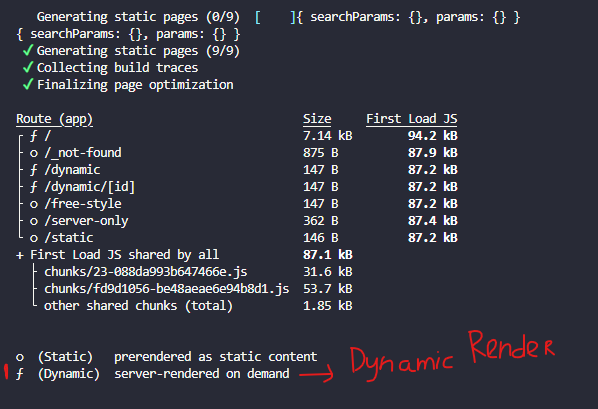 Generating static pages (0/9)  [    ]{ searchParams: {}, params: {} }
{ searchParams: {}, params: {} }
✓ Generating static pages (9/9)
✓ Collecting build traces
✓ Finalizing page optimization
Route (app)                              Size     First Load JS
┌ ƒ /                                    7.14 kB        94.2 kB
├ ○ /_not-found                          875 B          87.9 kB
├ ƒ /dynamic                             147 B          87.2 kB
├ ƒ /dynamic/[id]                        147 B          87.2 kB
├ ○ /free-style                          147 B          87.2 kB
├ ○ /server-only                         362 B          87.4 kB
└ ○ /static                              146 B          87.2 kB
+ First Load JS shared by all            87.1 kB
├ chunks/23-088da993b647466e.js        31.6 kB
├ chunks/fd9d1056-be48aeae6e94b8d1.js  53.7 kB
└ other shared chunks (total)          1.85 kB
○  (Static)   prerendered as static content
ƒ  (Dynamic)  server-rendered on demand → Dynamic Render